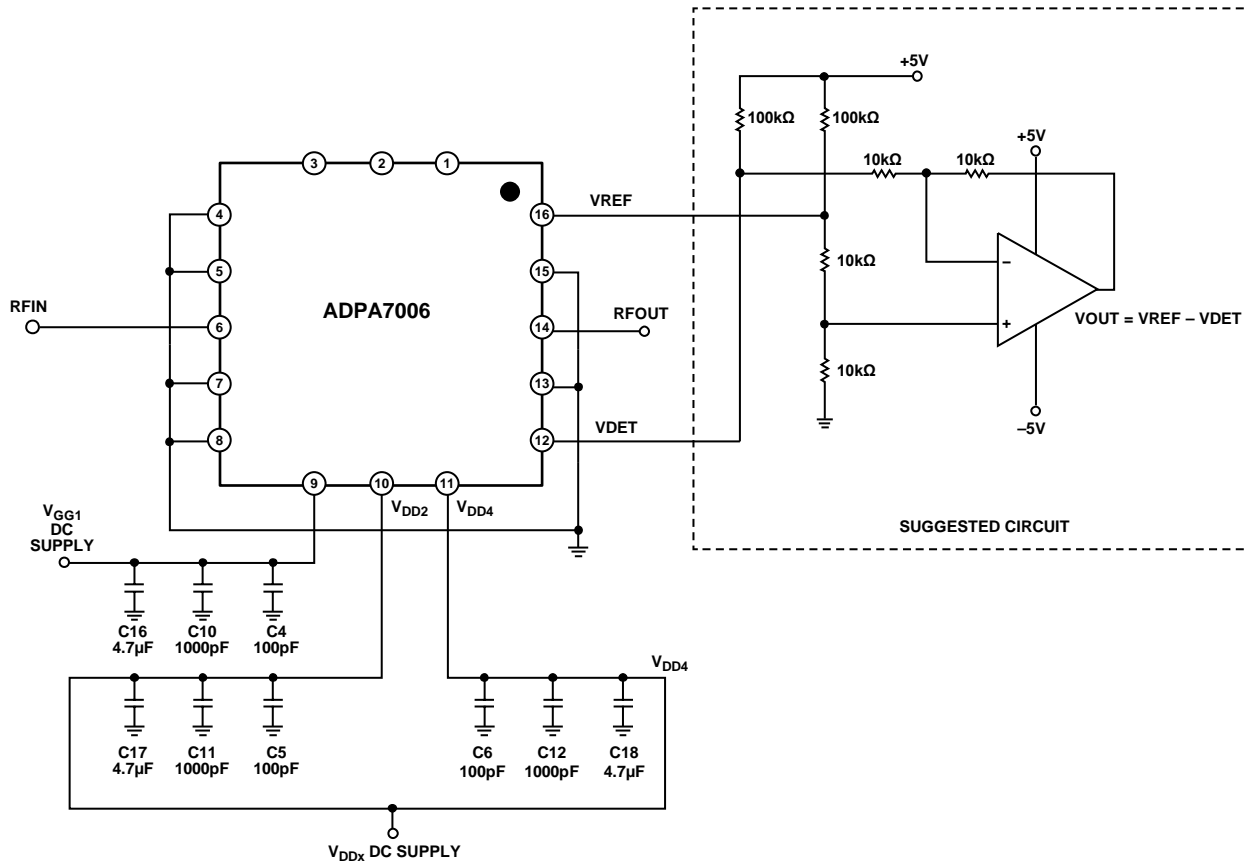 +5V
100kΩ
100kΩ
+5V
10kΩ
10kΩ
3
2
1
4
16
VREF
5
15
10kΩ
–
ADPA7006
RFIN
6
14
RFOUT
+
VOUT = VREF – VDET
7
13
10kΩ
8
12
VDET
–5V
9
10
11
VGG1
DC
SUPPLY
VDD2
VDD4
SUGGESTED CIRCUIT
C16
4.7µF
C10
1000pF
C4
100pF
VDD4
C17
4.7µF
C11
1000pF
C5
100pF
C6
100pF
C12
1000pF
C18
4.7µF
VDDx DC SUPPLY